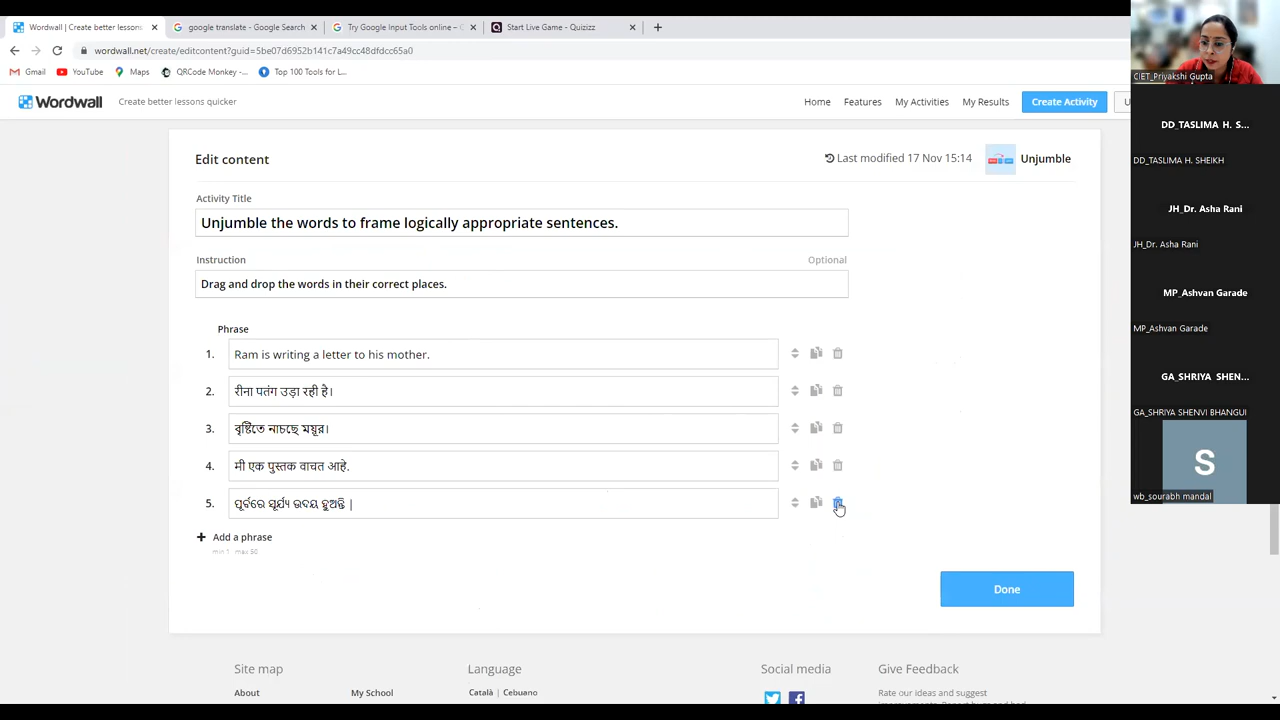 Wordwall | Create better lessons
google translate - Google Search
Try Google Input Tools online –
Start Live Game - Quizizz
wordwall.net/create/editcontent?guid=5be07d6952b141c7a49cc48dfdcc65a0
Gmail YouTube Maps QRCode Monkey -... Top 100 Tools for L...
Wordwall Create better lessons quicker
Home Features My Activities My Results Create Activity
Edit content
Last modified 17 Nov 15:14 Unjumble
Activity Title
Unjumble the words to frame logically appropriate sentences.
Instruction Optional
Drag and drop the words in their correct places.
Phrase
1. Ram is writing a letter to his mother.
2. रीना पतंग उड़ा रही है।
3. বৃষ্টিতে নাচছে ময়ূর।
4. मी एक पुस्तक वाचत आहे.
5. ପୂର୍ବରେ ସୂର୍ଯ୍ୟ ଉଦୟ ହୁଅନ୍ତି |
+ Add a phrase
min 1 max 50
Done
Site map Language Social media Give Feedback
About My School Català Cebuano Rate our ideas and suggest
CIET_Priyakshi Gupta
DD_TASLIMA H. S...
DD_TASLIMA H. SHEIKH
JH_Dr. Asha Rani
JH_Dr. Asha Rani
MP_Ashvan Garade
MP_Ashvan Garade
GA_SHRIYA SHEN...
GA_SHRIYA SHENVI BHANGUI
S
wb_sourabh mandal